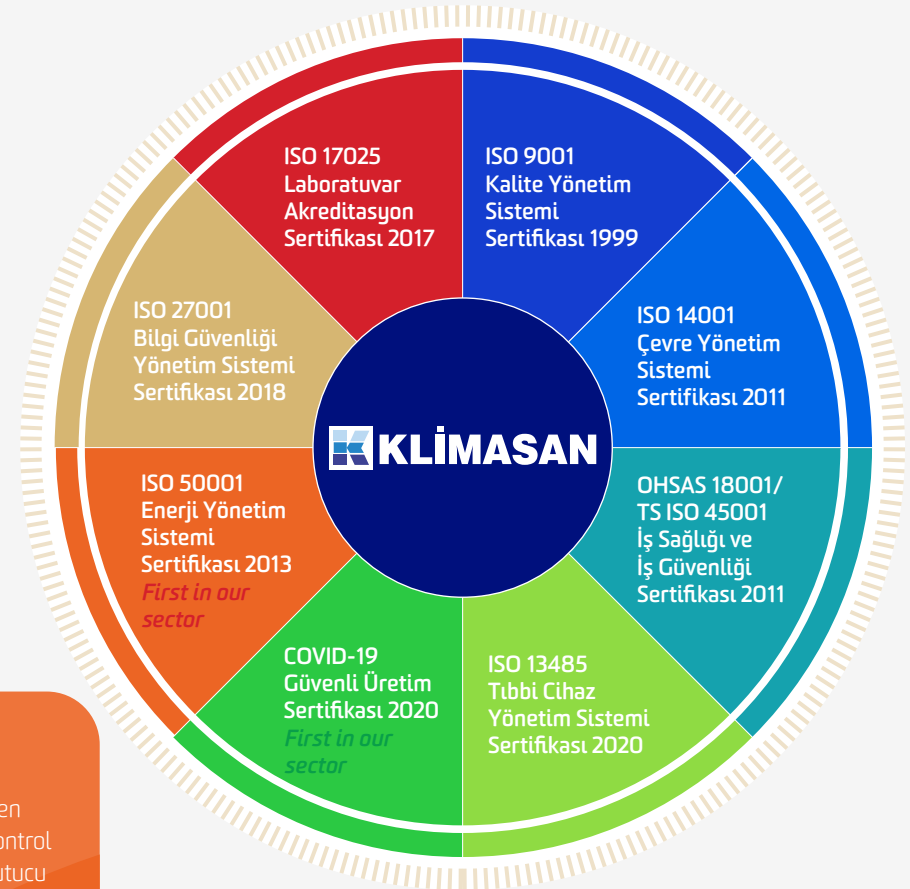 ISO 17025
Laboratuvar
Akreditasyon
Sertifikası 2017
ISO 9001
Kalite Yönetim
Sistemi
Sertifikası 1999
ISO 27001
Bilgi Güvenliği
Yönetim Sistemi
Sertifikası 2018
ISO 14001
Çevre Yönetim
Sistemi
Sertifikası 2011
KLİMASAN
ISO 50001
Enerji Yönetim
Sistemi
Sertifikası 2013
First in our
sector
OHSAS 18001/
TS ISO 45001
İş Sağlığı ve
İş Güvenliği
Sertifikası 2011
COVID-19
Güvenli Üretim
Sertifikası 2020
First in our
sector
ISO 13485
Tıbbi Cihaz
Yönetim Sistemi
Sertifikası 2020